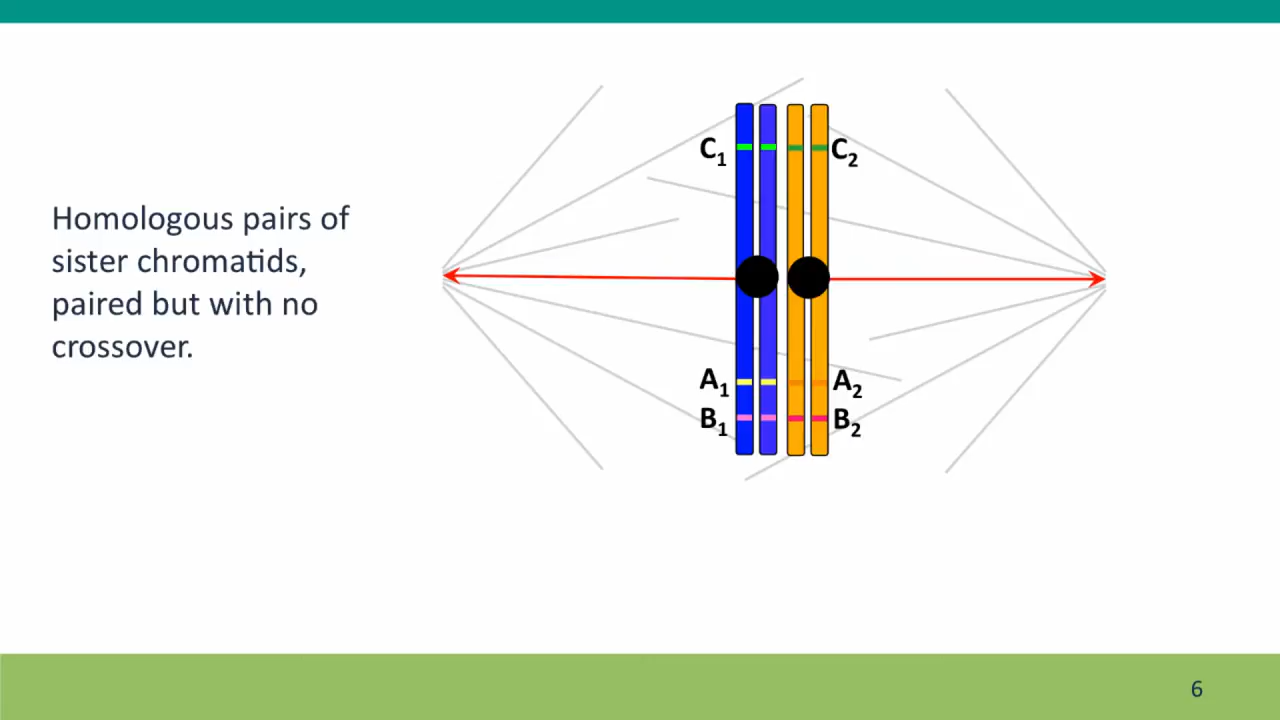 Homologous pairs of
sister chromatids,
paired but with no
crossover.
C₁ C₂
A₁ A₂
B₁ B₂
6